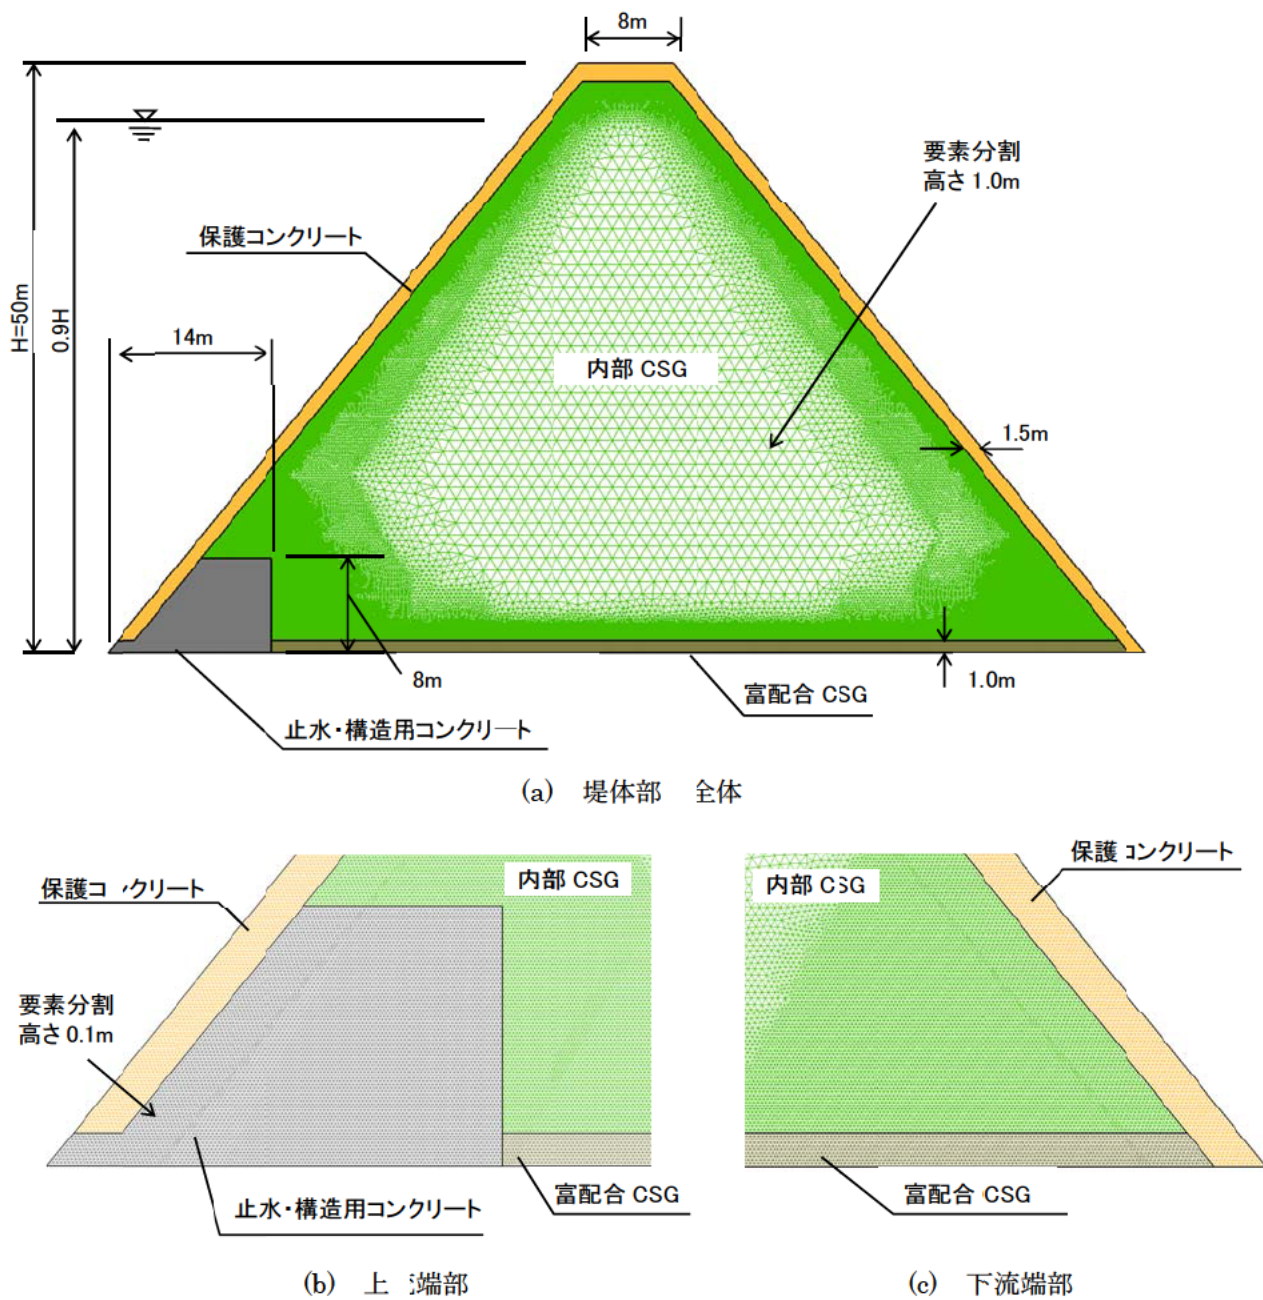 8m
要素分割
高さ 1.0m
保護コンクリート
H=50m
0.9H
14m
内部 CSG
1.5m
8m
1.0m
富配合 CSG
止水・構造用コンクリート
(a) 堤体部 全体
保護コンクリート
内部 CSG
要素分割
高さ 0.1m
止水・構造用コンクリート
富配合 CSG
(b) 上流端部
保護コンクリート
内部 CSG
富配合 CSG
(c) 下流端部